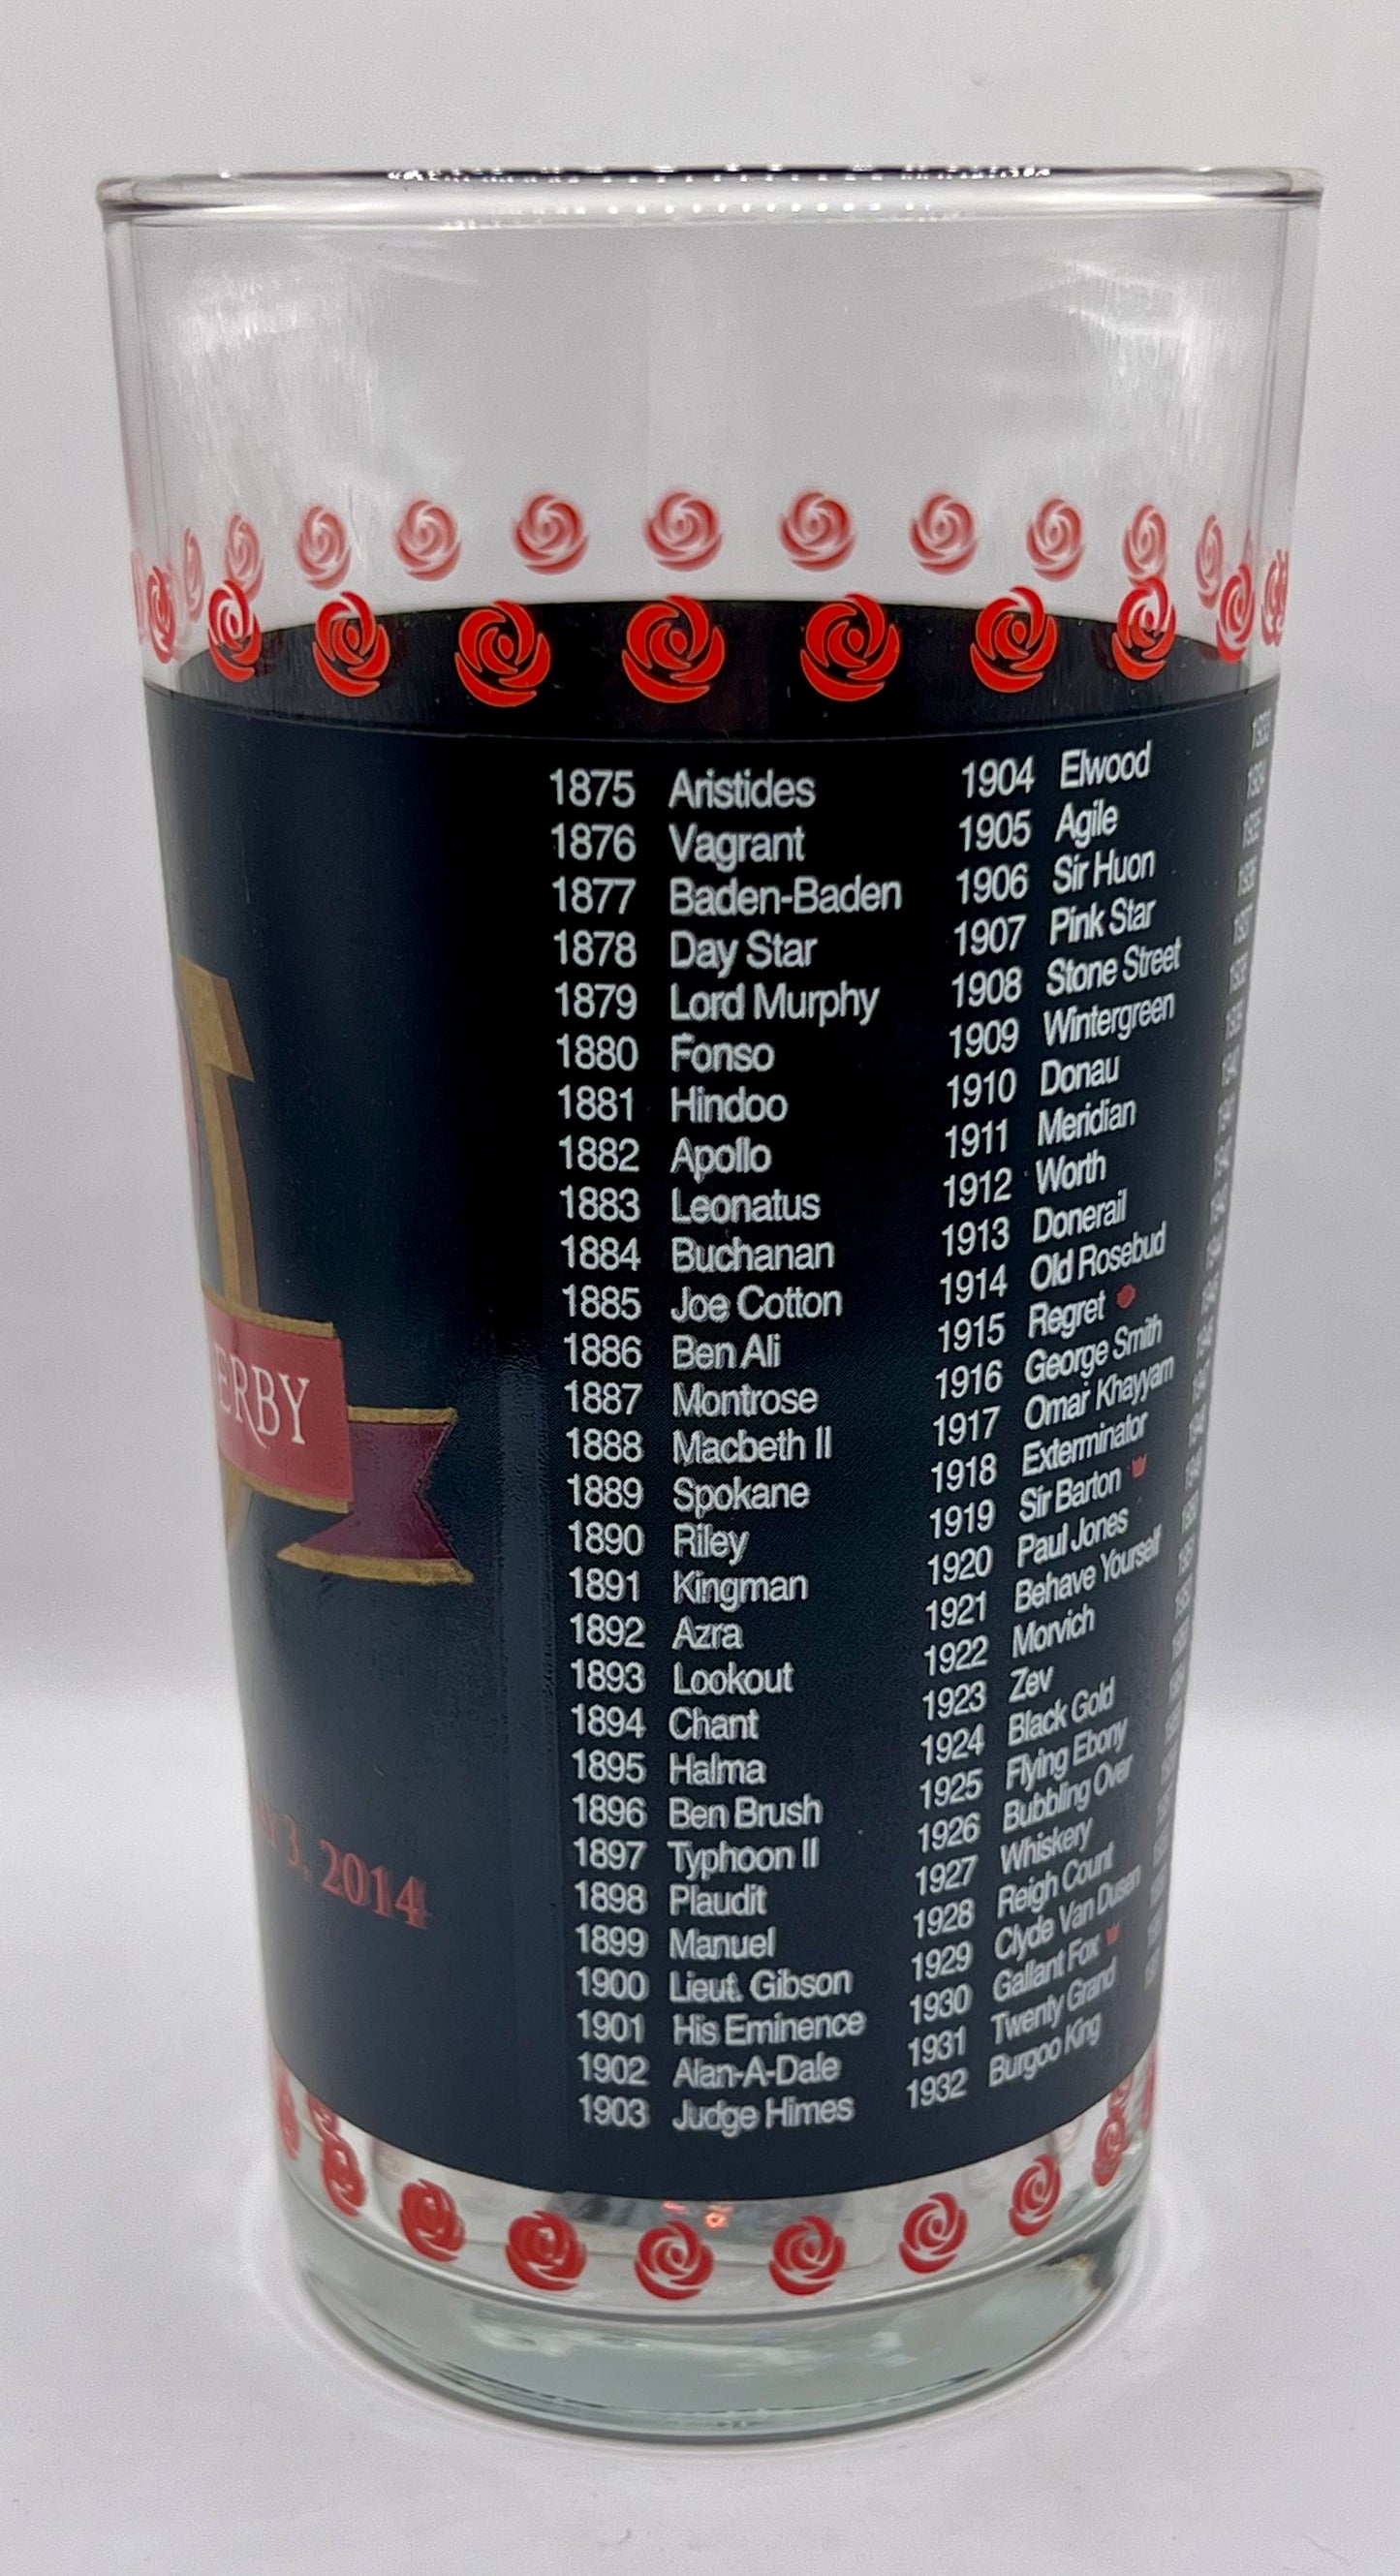 ERBY
3, 2014
1875 Aristides
1876 Vagrant
1877 Baden-Baden
1878 Day Star
1879 Lord Murphy
1880 Fonso
1881 Hindoo
1882 Apollo
1883 Leonatus
1884 Buchanan
1885 Joe Cotton
1886 Ben Ali
1887 Montrose
1888 Macbeth II
1889 Spokane
1890 Riley
1891 Kingman
1892 Azra
1893 Lookout
1894 Chant
1895 Halma
1896 Ben Brush
1897 Typhoon II
1898 Plaudit
1899 Manuel
1900 Lieut. Gibson
1901 His Eminence
1902 Alan-A-Dale
1903 Judge Himes
1904 Elwood
1905 Agile
1906 Sir Huon
1907 Pink Star
1908 Stone Street
1909 Wintergreen
1910 Donau
1911 Meridian
1912 Worth
1913 Donerail
1914 Old Rosebud
1915 Regret
1916 George Smith
1917 Omar Khayyam
1918 Exterminator
1919 Sir Barton
1920 Paul Jones
1921 Behave Yourself
1922 Morvich
1923 Zev
1924 Black Gold
1925 Flying Ebony
1926 Bubbling Over
1927 Whiskery
1928 Reigh Count
1929 Clyde Van Dusen
1930 Gallant Fox
1931 Twenty Grand
1932 Burgoo King